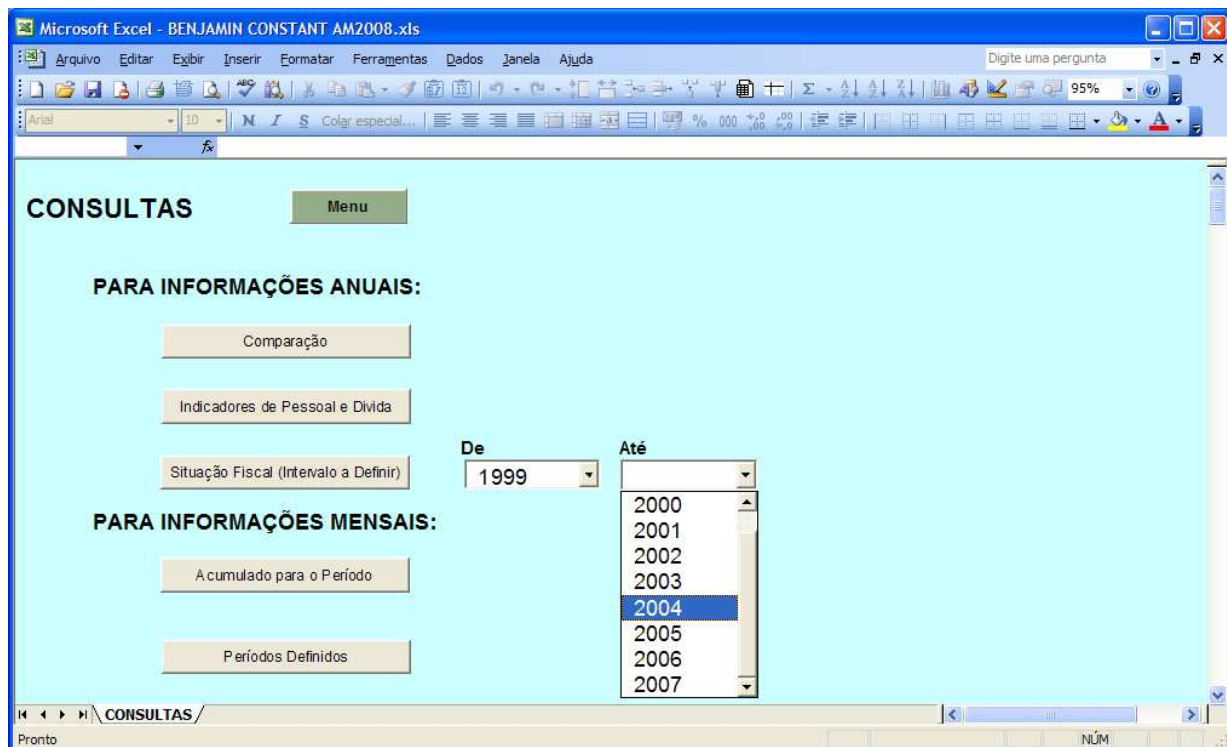 Microsoft Excel - BENJAMIN CONSTANT AM2008.xls
Arquivo Editar Exibir Inserir Formatar Ferramentas Dados Janela Ajuda
Digite uma pergunta
95%
Arial 10 N I S Colar especial... % 000
fx
CONSULTAS
Menu
PARA INFORMAÇÕES ANUAIS:
Comparação
Indicadores de Pessoal e Divida
De Até
Situação Fiscal (Intervalo a Definir) 1999
2000
PARA INFORMAÇÕES MENSAIS:
2001
2002
Acumulado para o Período
2003
2004
2005
Períodos Definidos
2006
2007
CONSULTAS
Pronto
NÚM